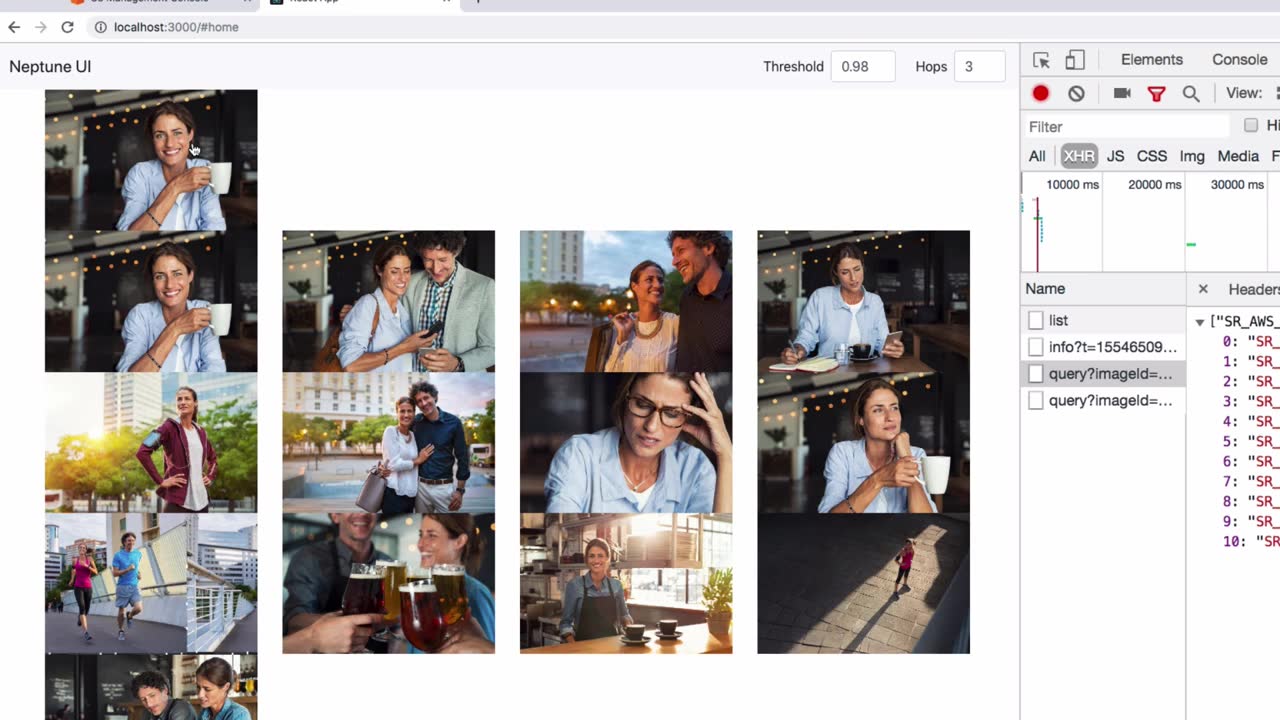 localhost:3000/#home
Neptune UI
Threshold 0.98 Hops 3
Elements Console
View:
Filter
All XHR JS CSS Img Media
10000 ms 20000 ms 30000 ms
Name
× Headers
list
info?t=15546509...
query?imageId=...
query?imageId=...
["SR_AWS_
0: "SR_
1: "SR_
2: "SR_
3: "SR_
4: "SR_
5: "SR_
6: "SR_
7: "SR_
8: "SR_
9: "SR_
10: "SR